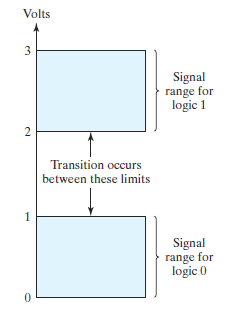 Volts
3
Signal
range for
logic 1
2
Transition occurs
between these limits
1
Signal
range for
logic 0
0